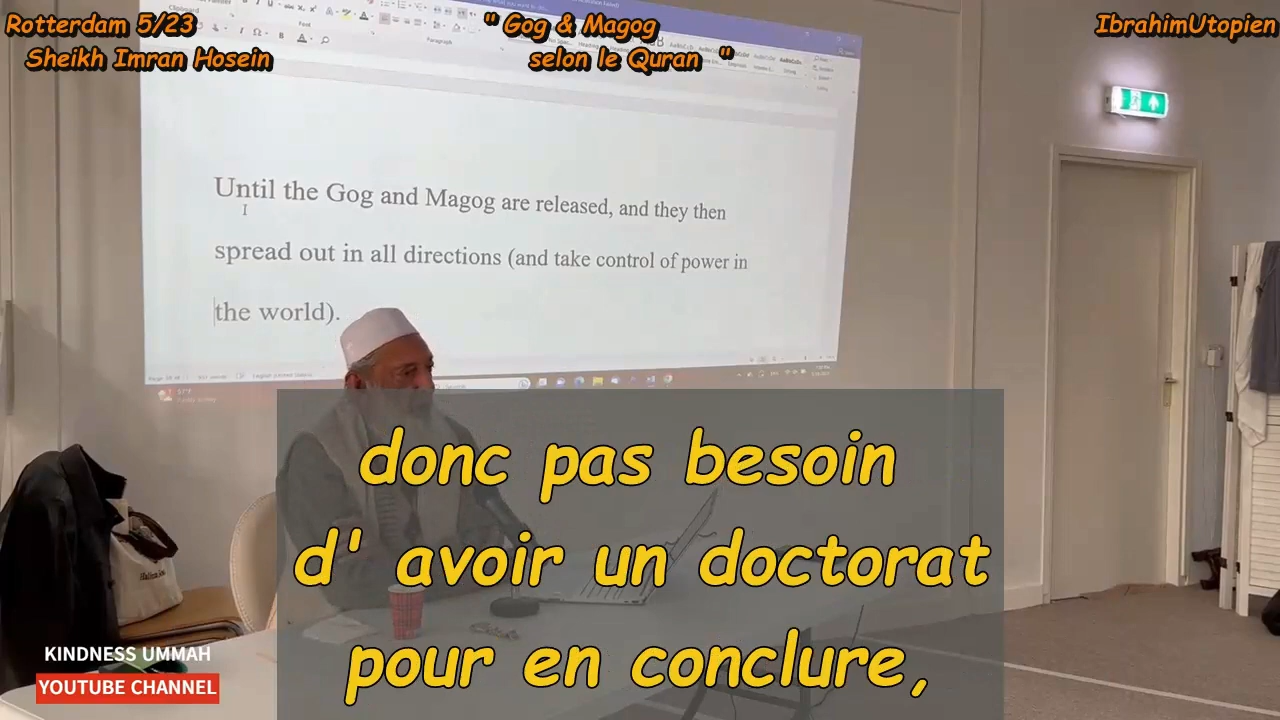 Rotterdam 5/23
Sheikh Imran Hosein
" Gog & Magog
selon le Quran "
IbrahimUtopien
Until the Gog and Magog are released, and they then
spread out in all directions (and take control of power in
the world).
donc pas besoin
d' avoir un doctorat
pour en conclure,
KINDNESS UMMAH
YOUTUBE CHANNEL